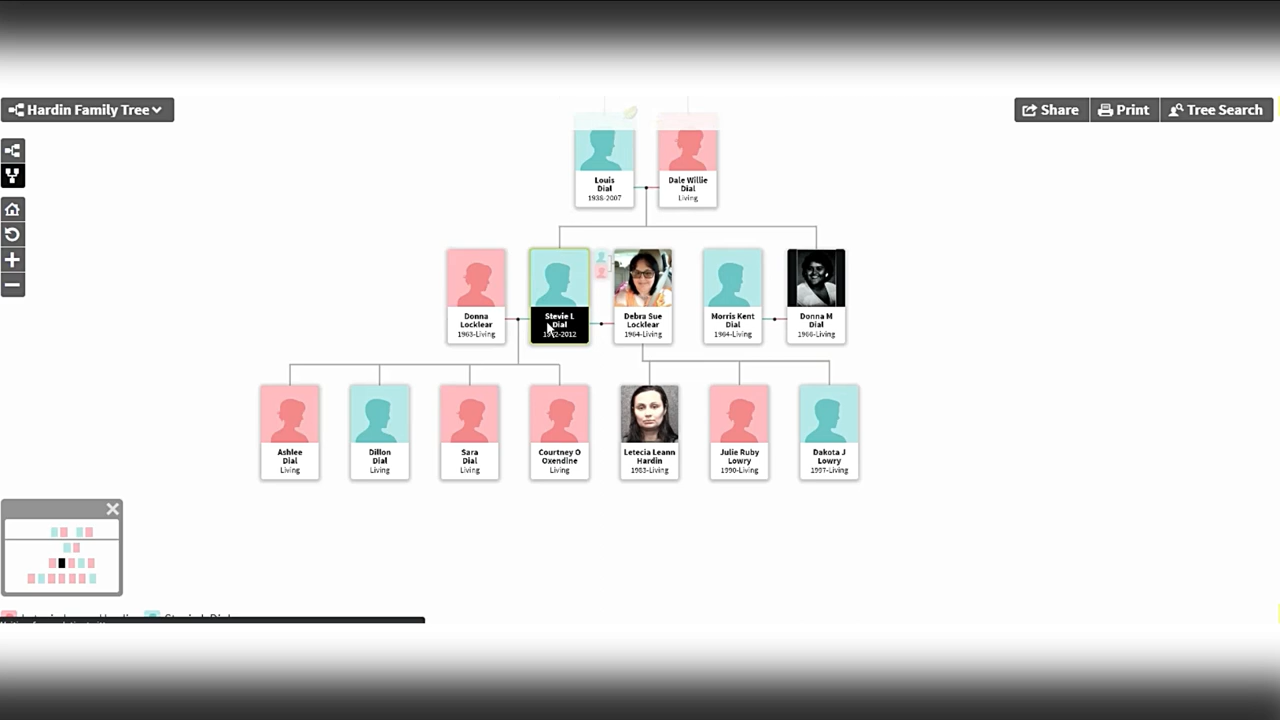 Hardin Family Tree
Share
Print
Tree Search
Louis
Dial
1938-2007
Dale Willie
Dial
Living
Donna
Locklear
1963-Living
Stevie L
Dial
Debra Sue
Locklear
1964-Living
Morris Kent
Dial
1964-Living
Donna M
Dial
1966-Living
Ashlee
Dial
Living
Dillon
Dial
Living
Sara
Dial
Living
Courtney O
Oxendine
Living
Letecia Leann
Hardin
1983-Living
Julie Ruby
Lowry
1990-Living
Dakota J
Lowry
1997-Living